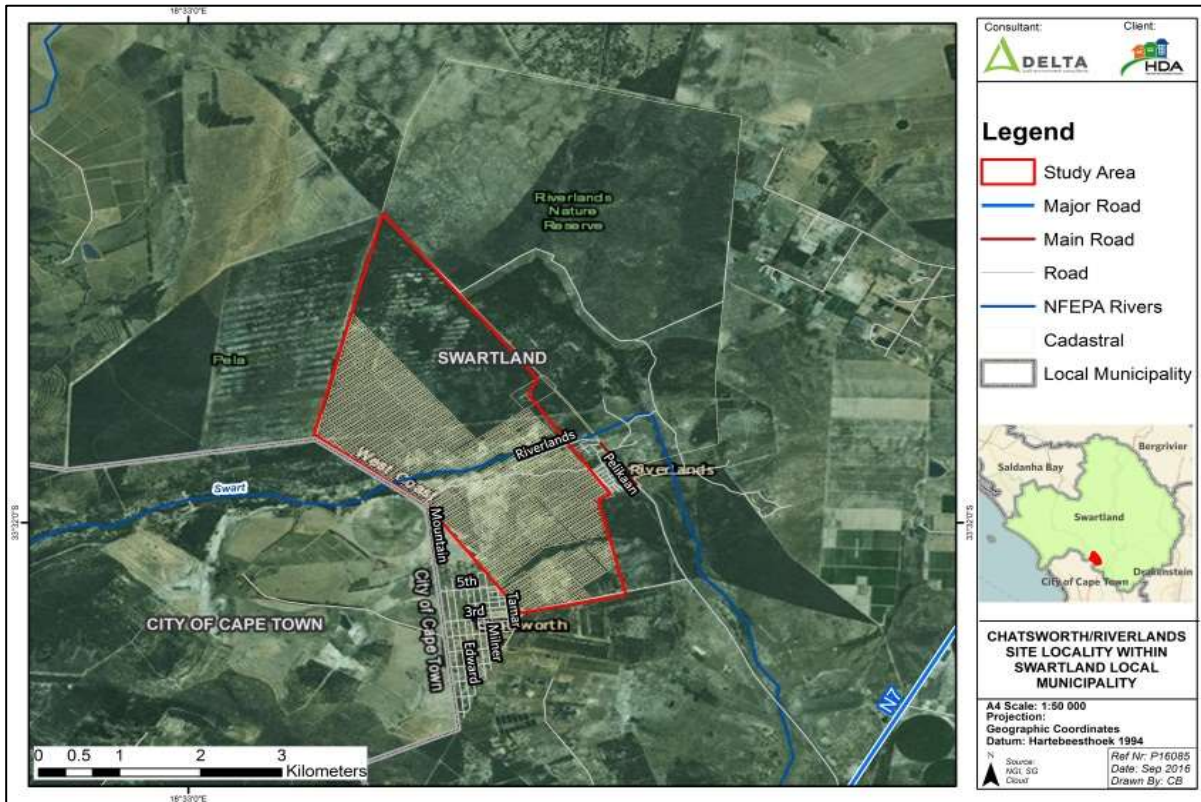 18°33'0"E
Riverlands
Nature
Reserve
SWARTLAND
Pella
Riverlands
Pelikaan
Riverlands
West Coast
Swart
33°32'0"S
33°32'0"S
Mountain
5th
3rd
Tamar
Milner
Edward
worth
City of Cape Town
CITY OF CAPE TOWN
N7
0 0.5 1 2 3
Kilometers
18°33'0"E
Consultant:
Client:
DELTA
HDA
Legend
Study Area
Major Road
Main Road
Road
NFEPA Rivers
Cadastral
Local Municipality
Bergrivier
Saldanha Bay
Swartland
Drakenstein
City of Cape Town
CHATSWORTH/RIVERLANDS
SITE LOCALITY WITHIN
SWARTLAND LOCAL
MUNICIPALITY
A4 Scale: 1:50 000
Projection:
Geographic Coordinates
Datum: Hartebeesthoek 1994
N
Source:
NGI, SG
Cloud
Ref Nr: P16085
Date: Sep 2016
Drawn By: CB